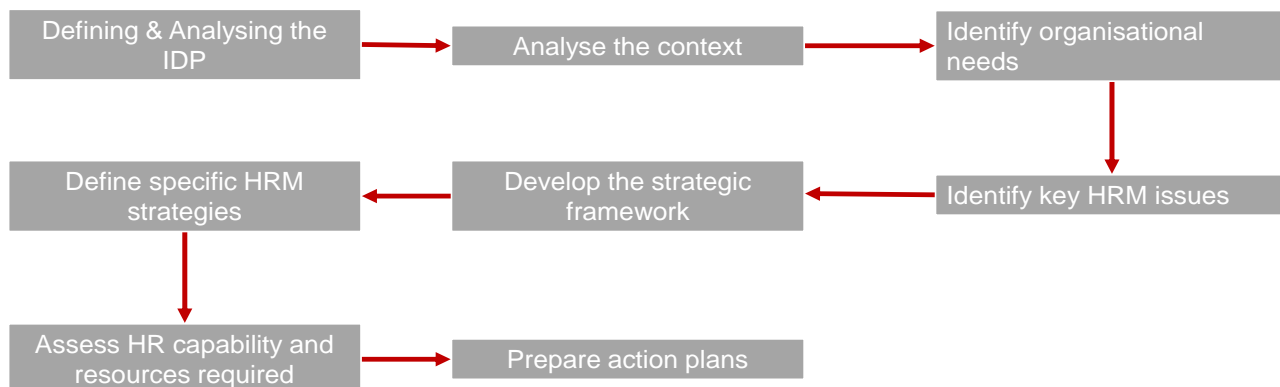 Defining & Analysing the
IDP
Analyse the context
Identify organisational
needs
Define specific HRM
strategies
Develop the strategic
framework
Identify key HRM issues
Assess HR capability and
resources required
Prepare action plans